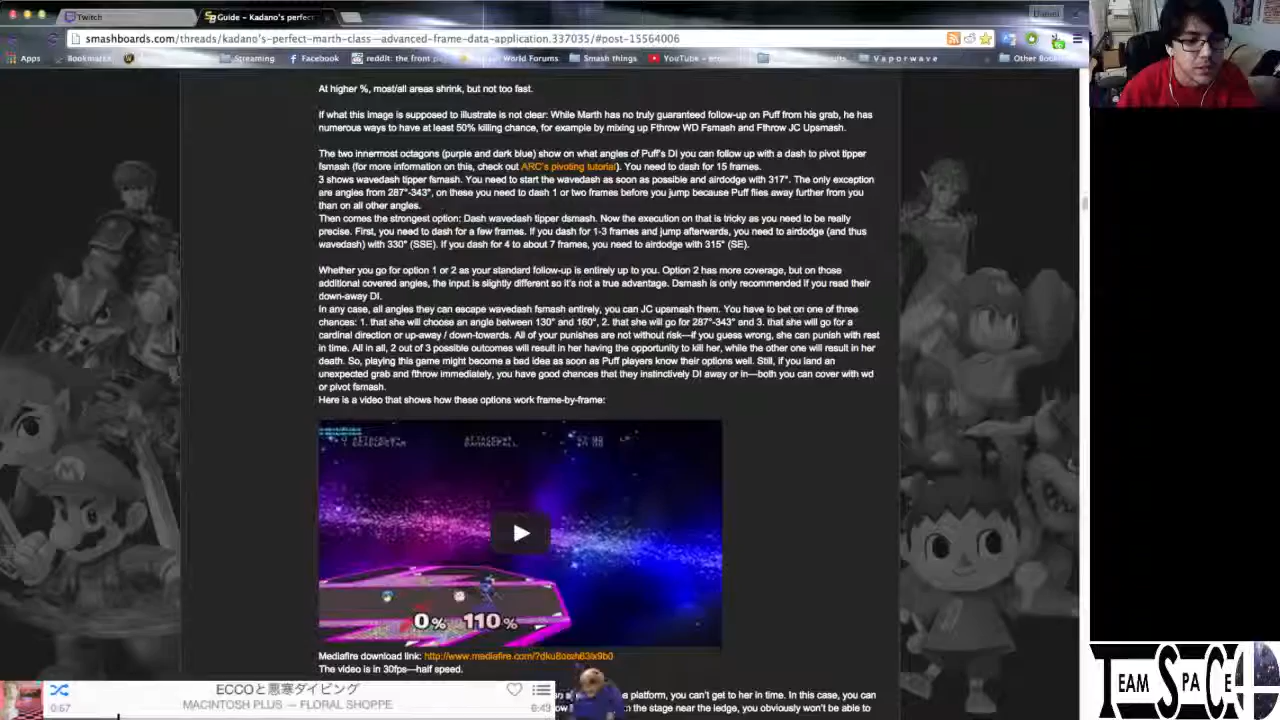 Twitch
Guide - Kadano's perfect
Daniel
smashboards.com/threads/kadano's-perfect-marth-class—advanced-frame-data-application.337035/#post-15564006
Apps
Bookmarks
Streaming
Facebook
reddit: the front
World Forums
Smash things
YouTube -
Vaporwave
Other
At higher %, most/all areas shrink, but not too fast.
If what this image is supposed to illustrate is not clear: While Marth has no truly guaranteed follow-up on Puff from his grab, he has
numerous ways to have at least 50% killing chance, for example by mixing up Fthrow WD Fsmash and Fthrow JC Upsmash.
The two innermost octagons (purple and dark blue) show on what angles of Puff's DI you can follow up with a dash to pivot tipper
fsmash (for more information on this, check out ARC's pivoting tutorial). You need to dash for 15 frames.
3 shows wavedash tipper fsmash. You need to start the wavedash as soon as possible and airdodge with 317°. The only exception
are angles from 287°-343°, on these you need to dash 1 or two frames before you jump because Puff flies away further from you
than on all other angles.
Then comes the strongest option: Dash wavedash tipper dsmash. Now the execution on that is tricky as you need to be really
precise. First, you need to dash for a few frames. If you dash for 1-3 frames and jump afterwards, you need to airdodge (and thus
wavedash) with 330° (SSE). If you dash for 4 to about 7 frames, you need to airdodge with 315° (SE).
Whether you go for option 1 or 2 as your standard follow-up is entirely up to you. Option 2 has more coverage, but on those
additional covered angles, the input is slightly different so it's not a true advantage. Dsmash is only recommended if you read their
down-away DI.
In any case, all angles they can escape wavedash fsmash entirely, you can JC upsmash them. You have to bet on one of three
chances: 1. that she will choose an angle between 130° and 160°, 2. that she will go for 287°-343° and 3. that she will go for a
cardinal direction or up-away / down-towards. All of your punishes are not without risk—if you guess wrong, she can punish with rest
in time. All in all, 2 out of 3 possible outcomes will result in her having the opportunity to kill her, while the other one will result in her
death. So, playing this game might become a bad idea as soon as Puff players know their options well. Still, if you land an
unexpected grab and fthrow immediately, you have good chances that they instinctively DI away or in—both you can cover with wd
or pivot fsmash.
Here is a video that shows how these options work frame-by-frame:
0% 110%
Mediafire download link:
The video is in 30fps—half speed.
a platform, you can't get to her in time. In this case, you can
the stage near the ledge, you obviously won't be able to
ECCOと悪寒ダイビング
MACINTOSH PLUS — FLORAL SHOPPE
0:57
6:43
TEAM SPACE